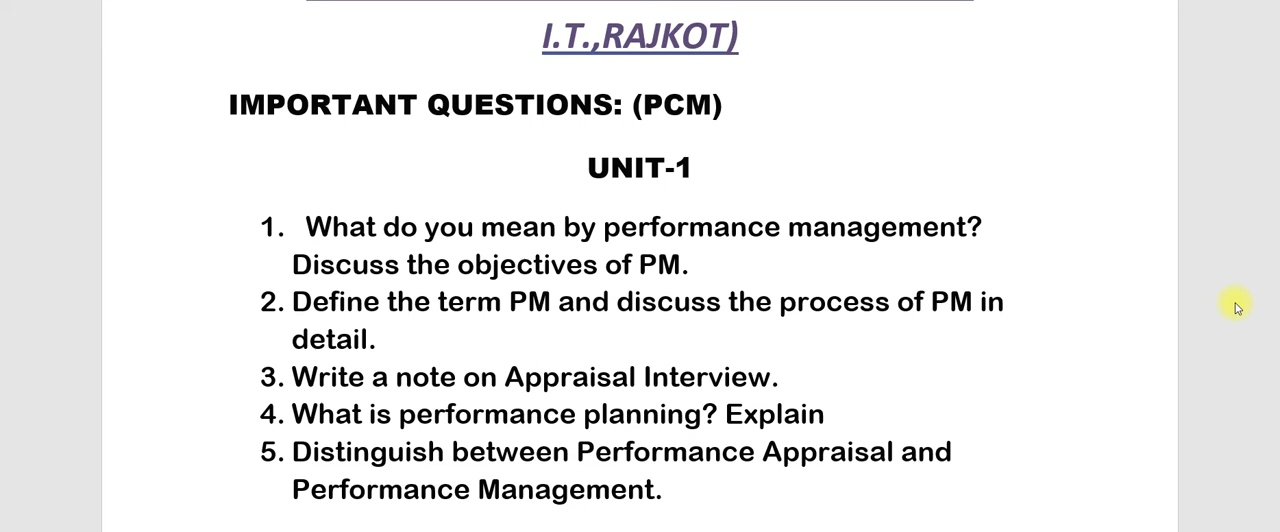 I.T.,RAJKOT)
IMPORTANT QUESTIONS: (PCM)
UNIT-1
1. What do you mean by performance management?
Discuss the objectives of PM.
2. Define the term PM and discuss the process of PM in
detail.
3. Write a note on Appraisal Interview.
4. What is performance planning? Explain
5. Distinguish between Performance Appraisal and
Performance Management.